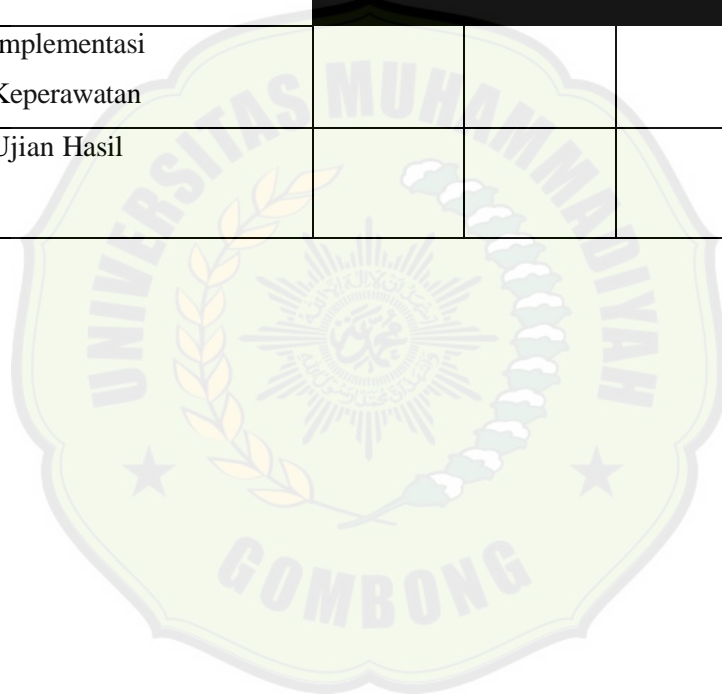 mplementasi
Keperawatan
Ujian Hasil
UNIVERSITAS MUHAMMADIYAH
GOMBONG